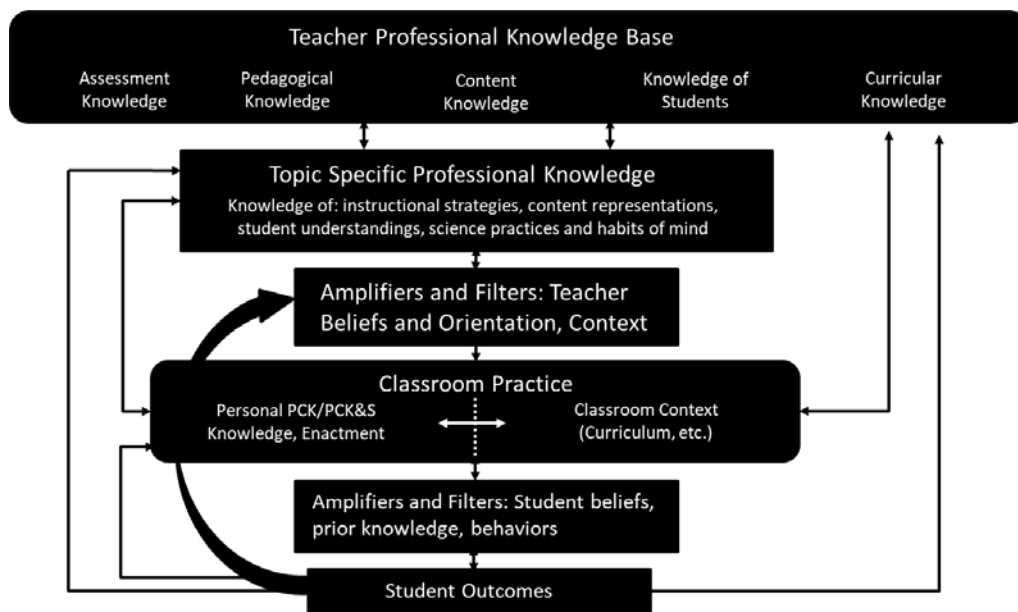 Teacher Professional Knowledge Base
Assessment
Knowledge
Pedagogical
Knowledge
Content
Knowledge
Knowledge of
Students
Curricular
Knowledge
Topic Specific Professional Knowledge
Knowledge of: instructional strategies, content representations,
student understandings, science practices and habits of mind
Amplifiers and Filters: Teacher
Beliefs and Orientation, Context
Classroom Practice
Personal PCK/PCK&S
Knowledge, Enactment
Classroom Context
(Curriculum, etc.)
Amplifiers and Filters: Student beliefs,
prior knowledge, behaviors
Student Outcomes